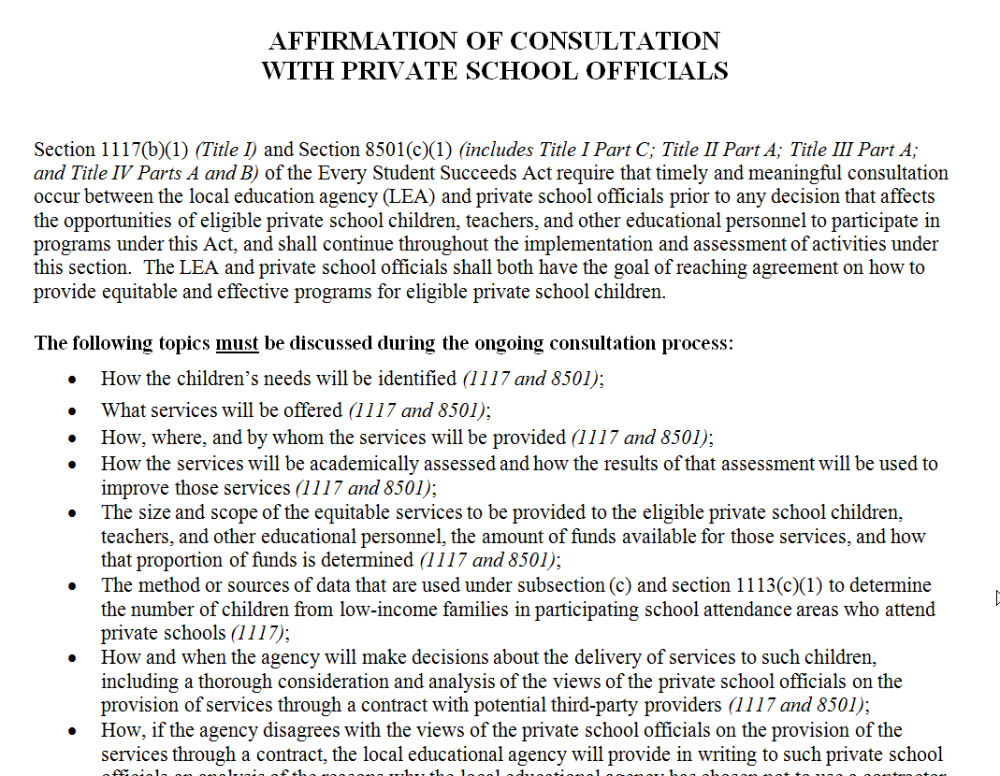 AFFIRMATION OF CONSULTATION
WITH PRIVATE SCHOOL OFFICIALS
Section 1117(b)(1) (Title I) and Section 8501(c)(1) (includes Title I Part C; Title II Part A; Title III Part A;
and Title IV Parts A and B) of the Every Student Succeeds Act require that timely and meaningful consultation
occur between the local education agency (LEA) and private school officials prior to any decision that affects
the opportunities of eligible private school children, teachers, and other educational personnel to participate in
programs under this Act, and shall continue throughout the implementation and assessment of activities under
this section.  The LEA and private school officials shall both have the goal of reaching agreement on how to
provide equitable and effective programs for eligible private school children.
The following topics must be discussed during the ongoing consultation process:
• How the children’s needs will be identified (1117 and 8501);
• What services will be offered (1117 and 8501);
• How, where, and by whom the services will be provided (1117 and 8501);
• How the services will be academically assessed and how the results of that assessment will be used to
improve those services (1117 and 8501);
• The size and scope of the equitable services to be provided to the eligible private school children,
teachers, and other educational personnel, the amount of funds available for those services, and how
that proportion of funds is determined (1117 and 8501);
• The method or sources of data that are used under subsection (c) and section 1113(c)(1) to determine
the number of children from low-income families in participating school attendance areas who attend
private schools (1117);
• How and when the agency will make decisions about the delivery of services to such children,
including a thorough consideration and analysis of the views of the private school officials on the
provision of services through a contract with potential third-party providers (1117 and 8501);
• How, if the agency disagrees with the views of the private school officials on the provision of the
services through a contract, the local educational agency will provide in writing to such private school
officials an analysis of the reasons why the local educational agency has chosen not to use a contractor